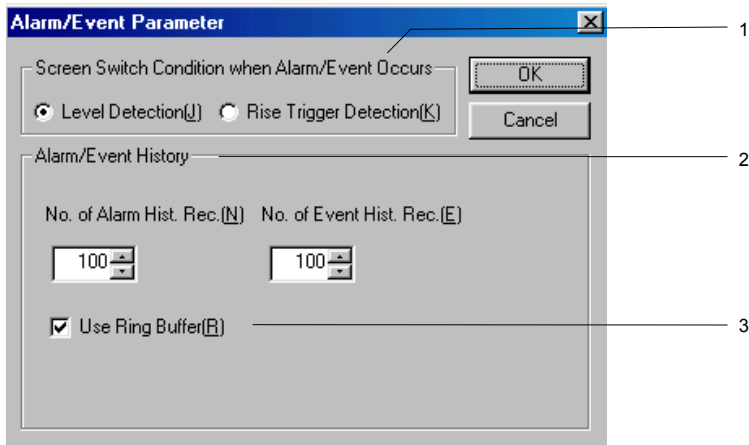 Alarm/Event Parameter
1
Screen Switch Condition when Alarm/Event Occurs
OK
Level Detection(J) Rise Trigger Detection(K)
Cancel
Alarm/Event History
2
No. of Alarm Hist. Rec.(N) No. of Event Hist. Rec.(E)
100 100
Use Ring Buffer(R)
3